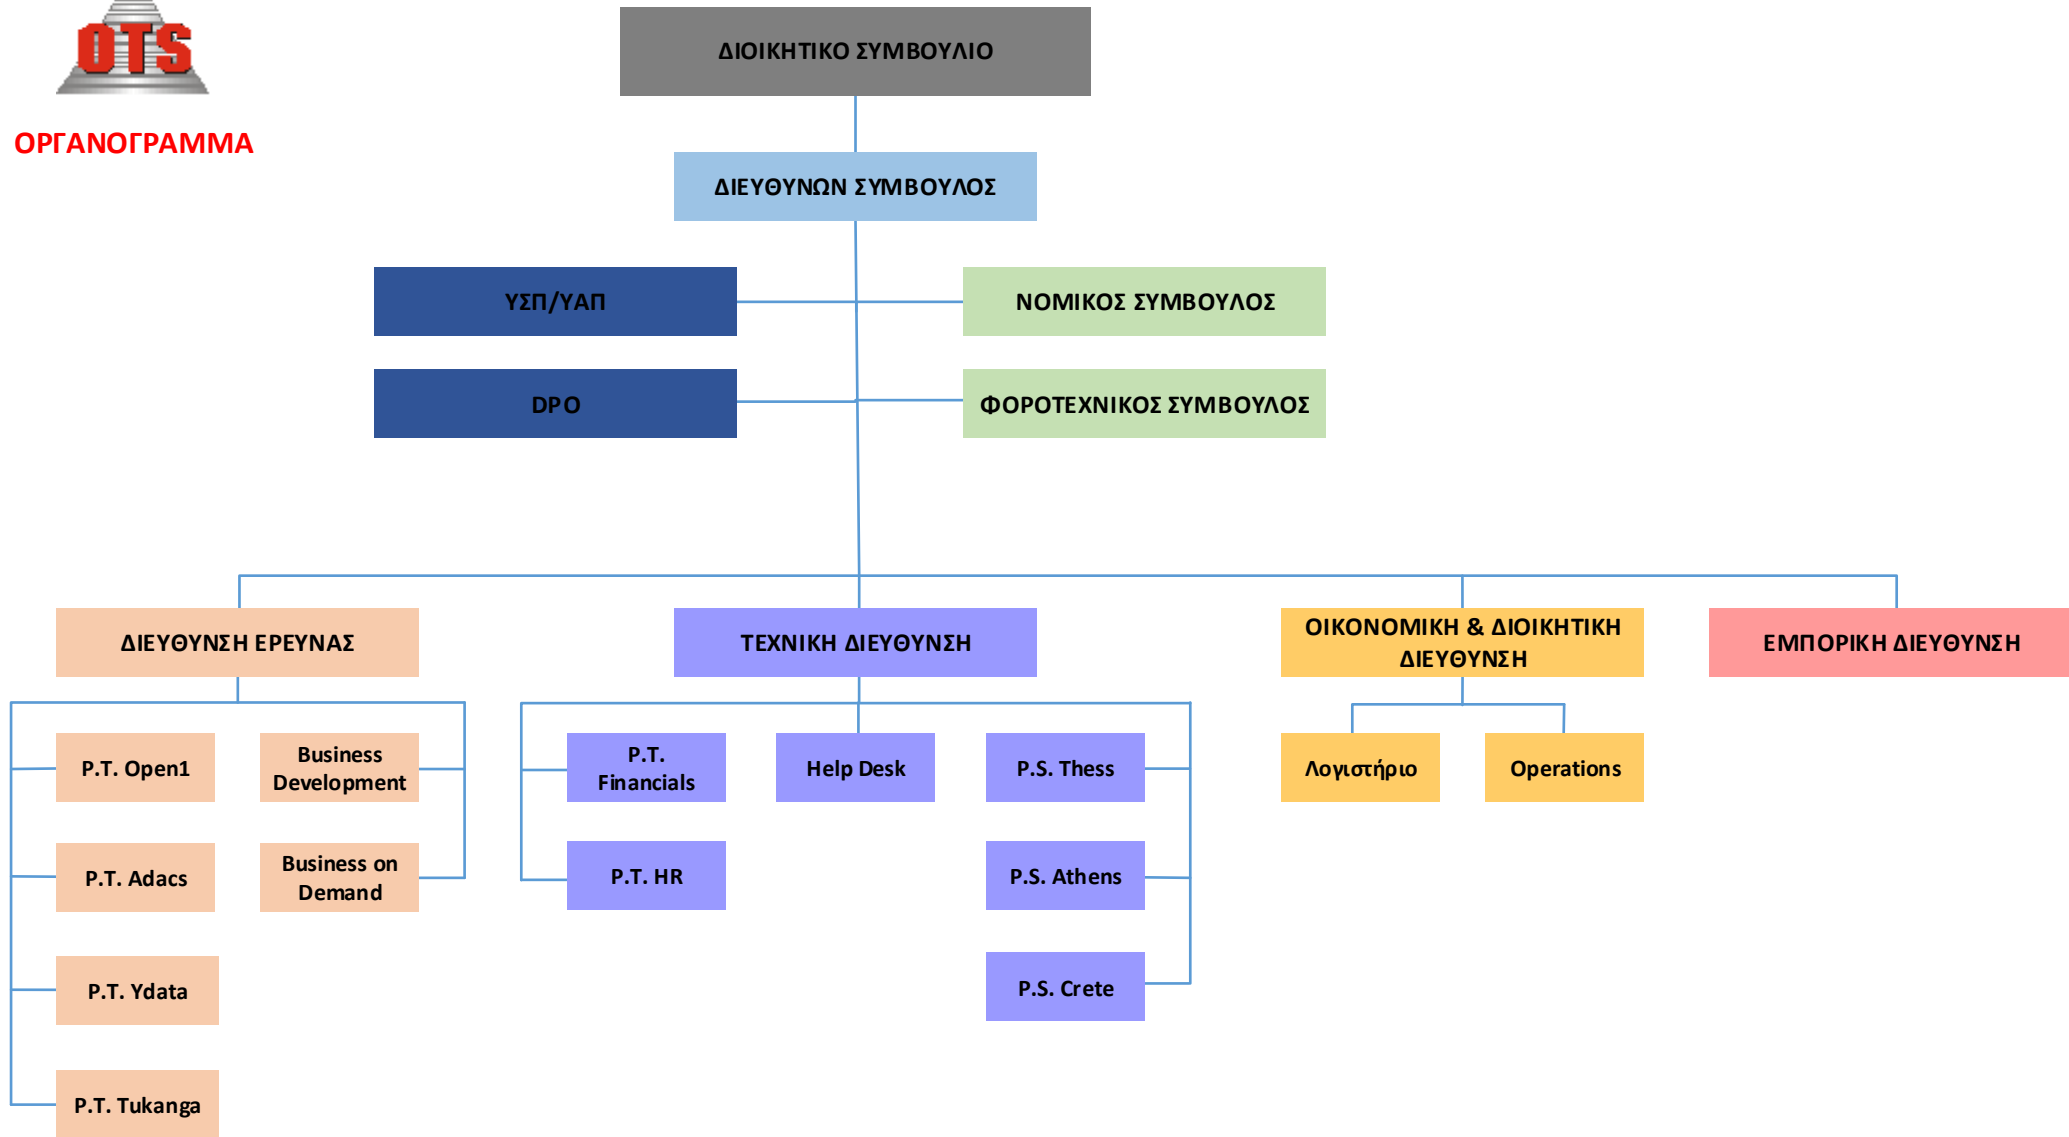 OTS
ΟΡΓΑΝΟΓΡΑΜΜΑ
ΔΙΟΙΚΗΤΙΚΟ ΣΥΜΒΟΥΛΙΟ
ΔΙΕΥΘΥΝΩΝ ΣΥΜΒΟΥΛΟΣ
ΥΣΠ/ΥΑΠ
ΝΟΜΙΚΟΣ ΣΥΜΒΟΥΛΟΣ
DPO
ΦΟΡΟΤΕΧΝΙΚΟΣ ΣΥΜΒΟΥΛΟΣ
ΔΙΕΥΘΥΝΣΗ ΕΡΕΥΝΑΣ
ΤΕΧΝΙΚΗ ΔΙΕΥΘΥΝΣΗ
ΟΙΚΟΝΟΜΙΚΗ & ΔΙΟΙΚΗΤΙΚΗ
ΔΙΕΥΘΥΝΣΗ
ΕΜΠΟΡΙΚΗ ΔΙΕΥΘΥΝΣΗ
P.T. Open1
Business
Development
P.T.
Financials
Help Desk
P.S. Thess
Λογιστήριο
Operations
P.T. Adacs
Business on
Demand
P.T. HR
P.S. Athens
P.T. Ydata
P.S. Crete
P.T. Tukanga